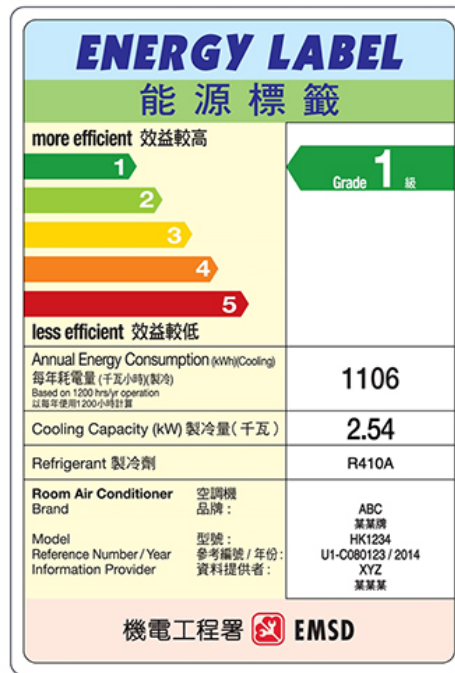 ENERGY LABEL
能源標籤
more efficient 效益較高
1
2
3
4
5
less efficient 效益較低
Grade 1 級
Annual Energy Consumption (kWh)(Cooling)
每年耗電量 (千瓦小時)(製冷)
Based on 1200 hrs/yr operation
以每年使用1200小時計算
1106
Cooling Capacity (kW) 製冷量(千瓦)
2.54
Refrigerant 製冷劑
R410A
Room Air Conditioner 空調機
Brand 品牌:
ABC
某某牌
Model 型號:
HK1234
Reference Number / Year 參考編號 / 年份:
U1-C080123 / 2014
Information Provider 資料提供者:
XYZ
某某某
機電工程署 EMSD